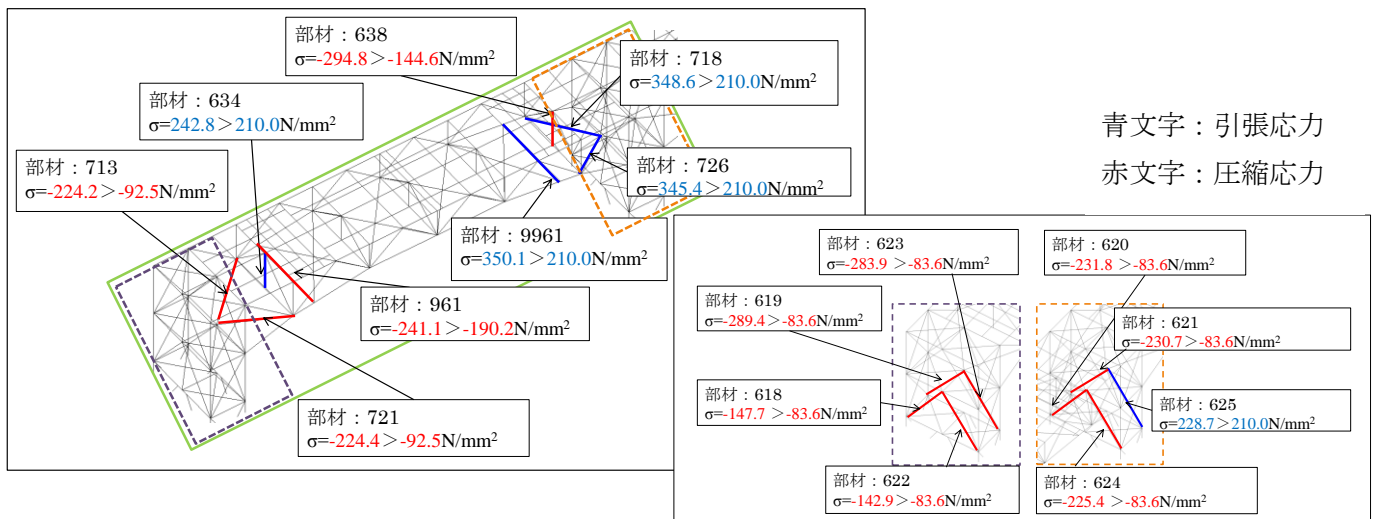 部材：638
σ=-294.8＞-144.6N/mm²
部材：718
σ=348.6＞210.0N/mm²
部材：634
σ=242.8＞210.0N/mm²
部材：713
σ=-224.2＞-92.5N/mm²
部材：726
σ=345.4＞210.0N/mm²
部材：9961
σ=350.1＞210.0N/mm²
部材：961
σ=-241.1＞-190.2N/mm²
部材：721
σ=-224.4＞-92.5N/mm²
青文字：引張応力
赤文字：圧縮応力
部材：623
σ=-283.9＞-83.6N/mm²
部材：620
σ=-231.8＞-83.6N/mm²
部材：619
σ=-289.4＞-83.6N/mm²
部材：621
σ=-230.7＞-83.6N/mm²
部材：618
σ=-147.7＞-83.6N/mm²
部材：625
σ=228.7＞210.0N/mm²
部材：622
σ=-142.9＞-83.6N/mm²
部材：624
σ=-225.4＞-83.6N/mm²